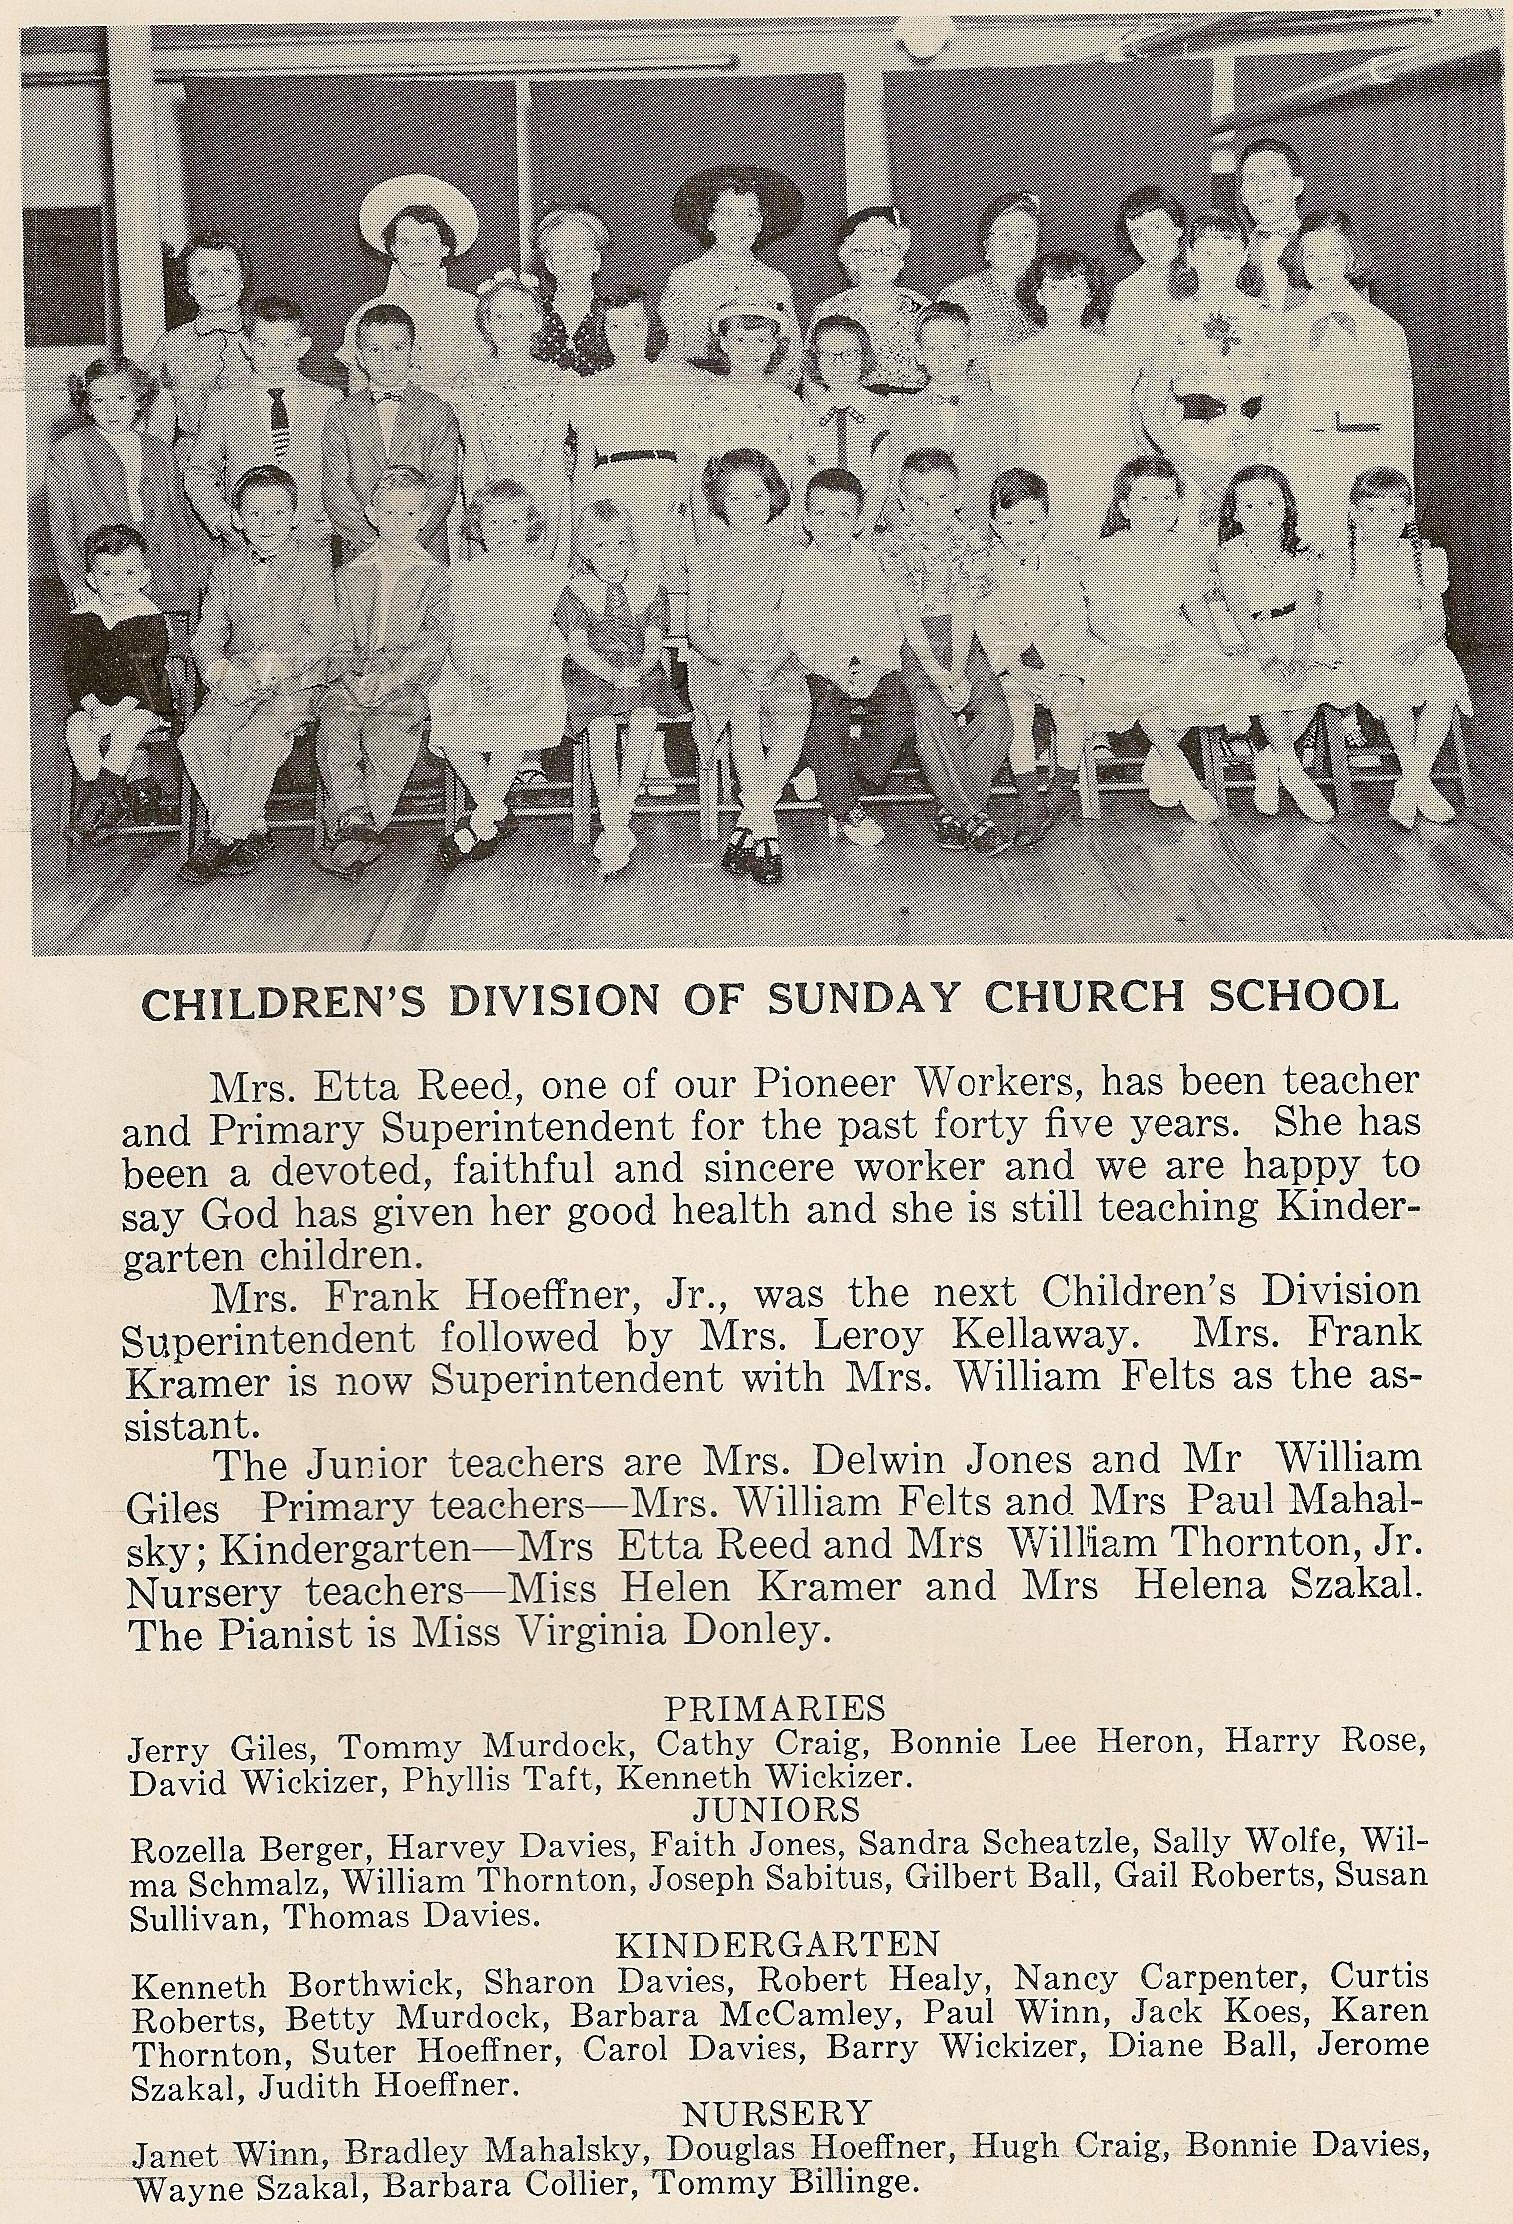 CHILDREN'S DIVISION OF SUNDAY CHURCH SCHOOL
Mrs. Etta Reed, one of our Pioneer Workers, has been teacher
and Primary Superintendent for the past forty five years. She has
been a devoted, faithful and sincere worker and we are happy to
say God has given her good health and she is still teaching Kinder-
garten children.
Mrs. Frank Hoeffner, Jr., was the next Children's Division
Superintendent followed by Mrs. Leroy Kellaway. Mrs. Frank
Kramer is now Superintendent with Mrs. William Felts as the as-
sistant.
The Junior teachers are Mrs. Delwin Jones and Mr William
Giles Primary teachers—Mrs. William Felts and Mrs Paul Mahal-
sky; Kindergarten—Mrs Etta Reed and Mrs William Thornton, Jr.
Nursery teachers—Miss Helen Kramer and Mrs Helena Szakal.
The Pianist is Miss Virginia Donley.
PRIMARIES
Jerry Giles, Tommy Murdock, Cathy Craig, Bonnie Lee Heron, Harry Rose,
David Wickizer, Phyllis Taft, Kenneth Wickizer.
JUNIORS
Rozella Berger, Harvey Davies, Faith Jones, Sandra Scheatzle, Sally Wolfe, Wil-
ma Schmalz, William Thornton, Joseph Sabitus, Gilbert Ball, Gail Roberts, Susan
Sullivan, Thomas Davies.
KINDERGARTEN
Kenneth Borthwick, Sharon Davies, Robert Healy, Nancy Carpenter, Curtis
Roberts, Betty Murdock, Barbara McCamley, Paul Winn, Jack Koes, Karen
Thornton, Suter Hoeffner, Carol Davies, Barry Wickizer, Diane Ball, Jerome
Szakal, Judith Hoeffner.
NURSERY
Janet Winn, Bradley Mahalsky, Douglas Hoeffner, Hugh Craig, Bonnie Davies,
Wayne Szakal, Barbara Collier, Tommy Billinge.